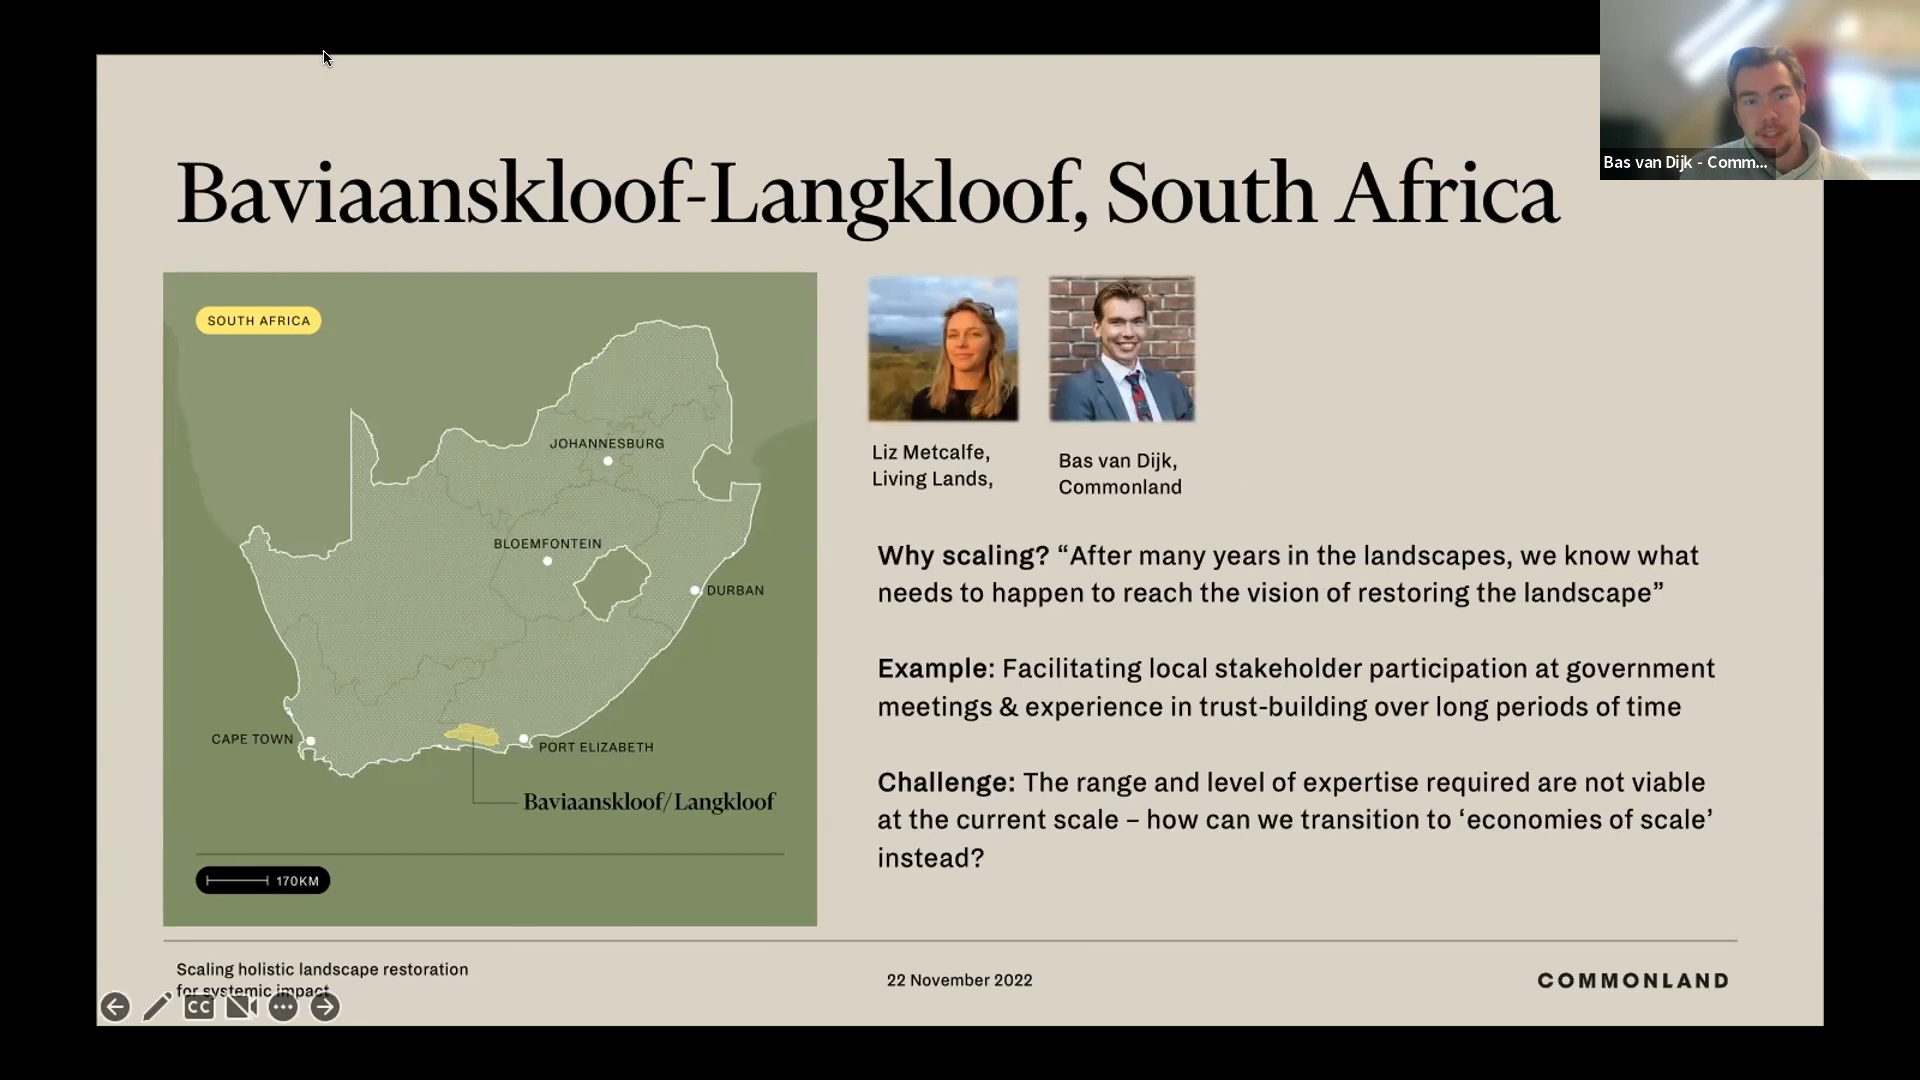 Bas van Dijk - Comm...
Baviaanskloof-Langkloof, South Africa
SOUTH AFRICA
JOHANNESBURG
BLOEMFONTEIN
DURBAN
CAPE TOWN
PORT ELIZABETH
Baviaanskloof/Langkloof
170KM
Liz Metcalfe,
Living Lands,
Bas van Dijk,
Commonland
Why scaling? “After many years in the landscapes, we know what
needs to happen to reach the vision of restoring the landscape”
Example: Facilitating local stakeholder participation at government
meetings & experience in trust-building over long periods of time
Challenge: The range and level of expertise required are not viable
at the current scale – how can we transition to ‘economies of scale’
instead?
Scaling holistic landscape restoration
for systemic impact
22 November 2022
COMMONLAND
CC